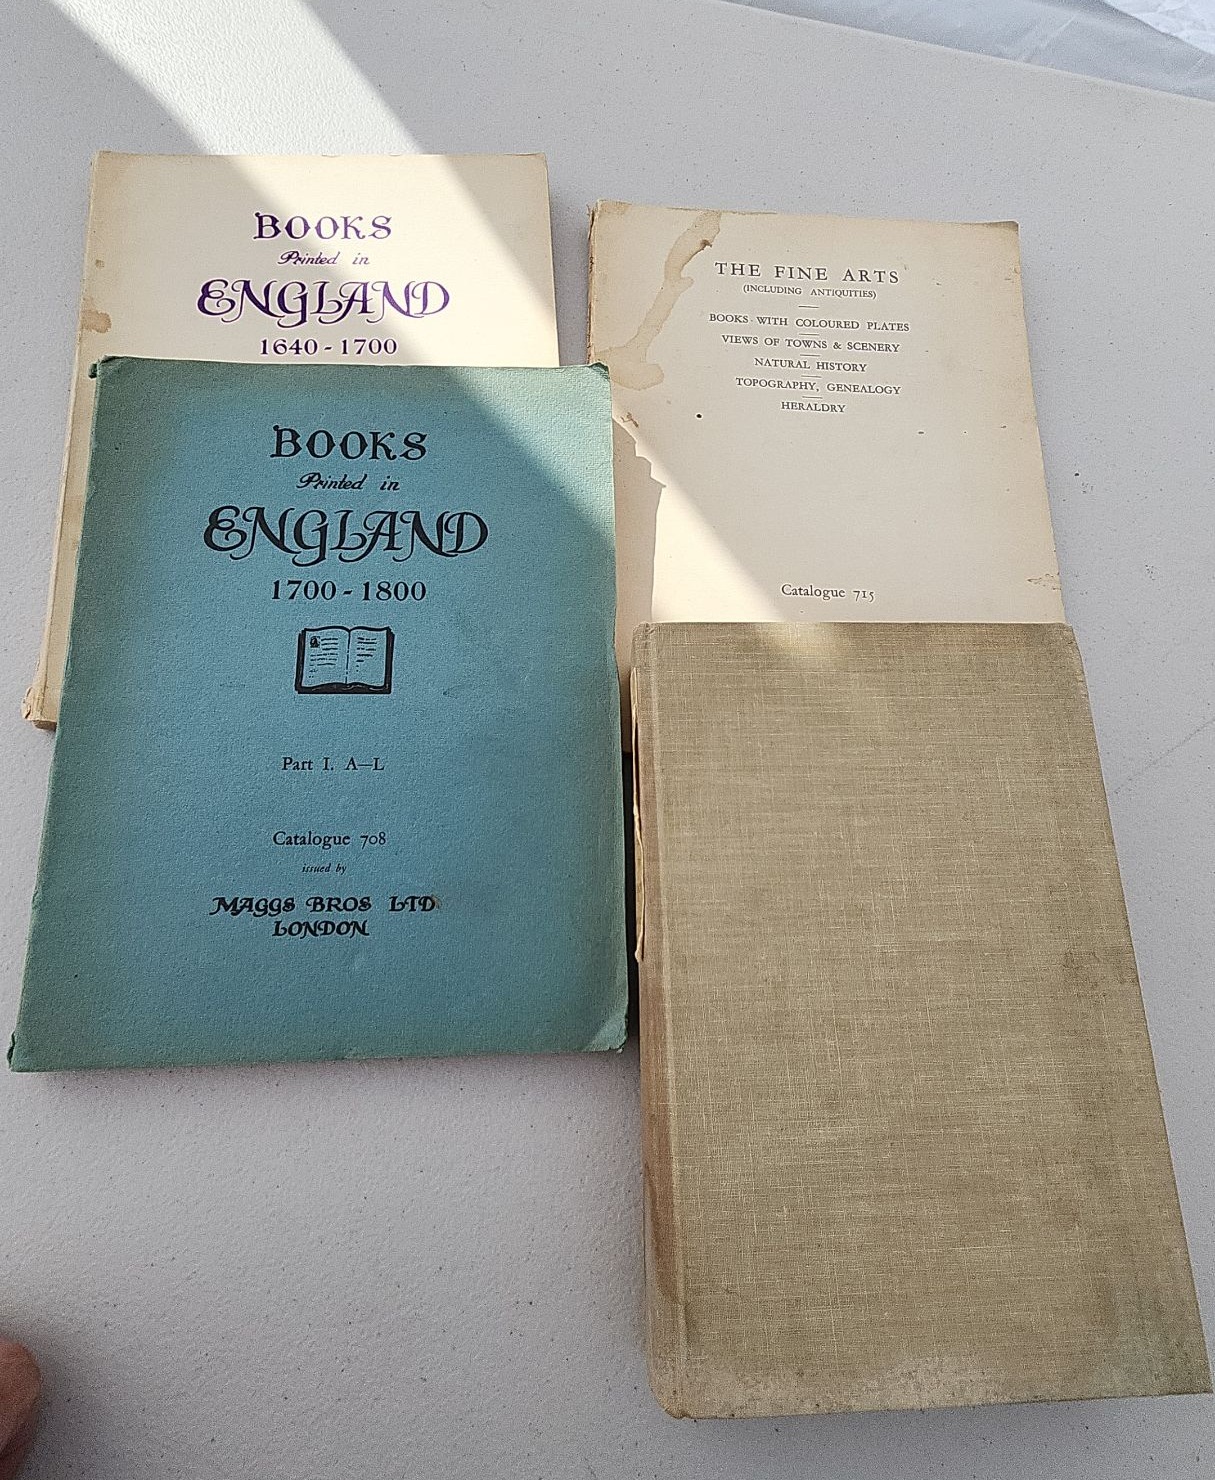 BOOKS
Printed in
ENGLAND
1640 - 1700
BOOKS
Printed in
ENGLAND
1700 - 1800
Part I. A—L
Catalogue 708
issued by
MAGGS BROS LTD
LONDON
THE FINE ARTS
(INCLUDING ANTIQUITIES)
BOOKS WITH COLOURED PLATES
VIEWS OF TOWNS & SCENERY
NATURAL HISTORY
TOPOGRAPHY, GENEALOGY
HERALDRY
Catalogue 715